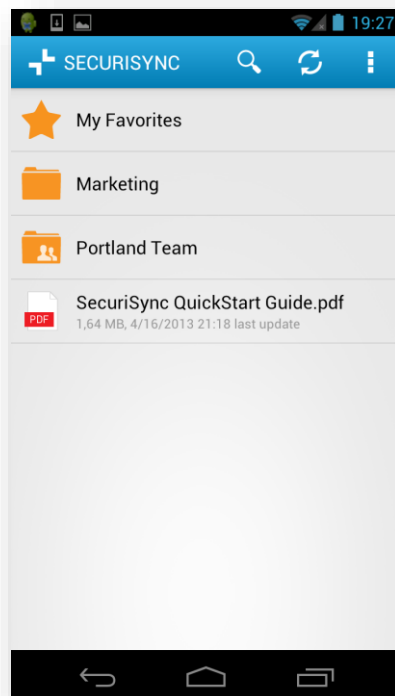 19:27
SECURISYNC
My Favorites
Marketing
Portland Team
SecuriSync QuickStart Guide.pdf
PDF
1,64 MB, 4/16/2013 21:18 last update